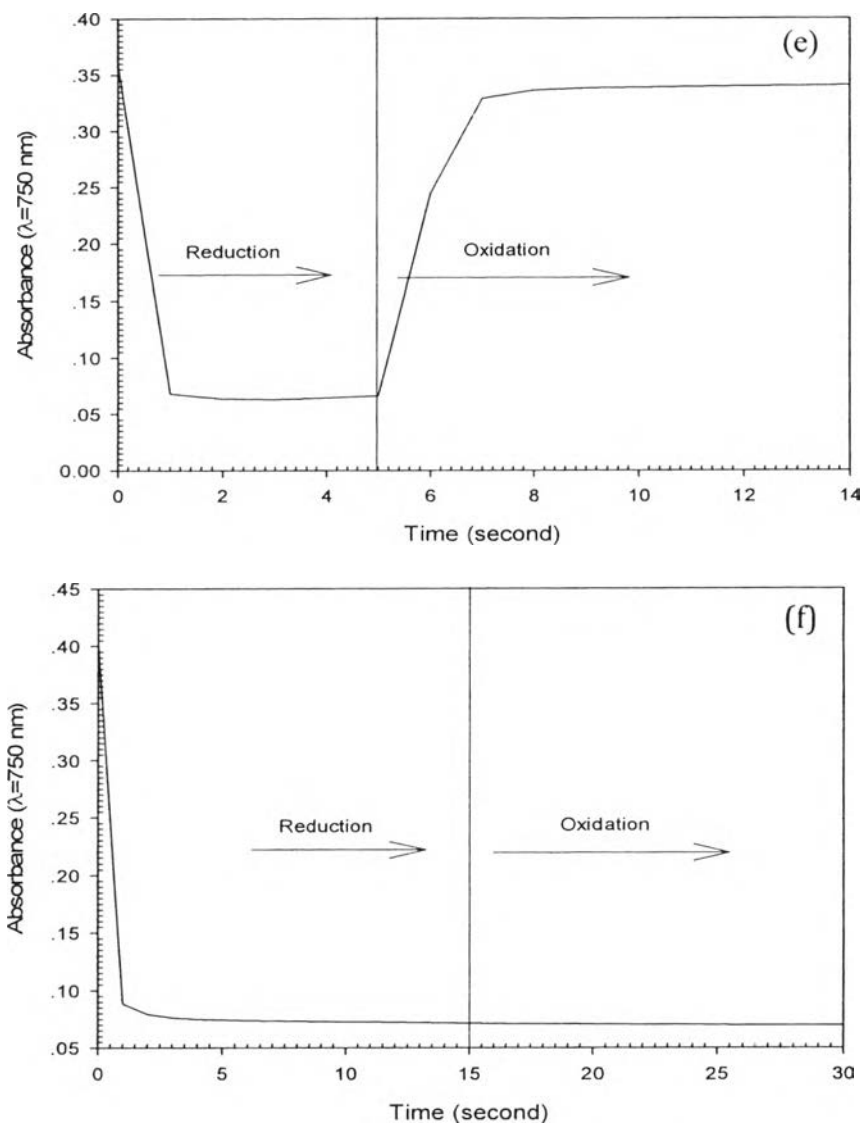 (e)
.40
.35
.30
.25
.20
.15
.10
.05
0.00
Absorbance (λ=750 nm)
Reduction
Oxidation
0 2 4 6 8 10 12 14
Time (second)
(f)
.45
.40
.35
.30
.25
.20
.15
.10
.05
Absorbance (λ=750 nm)
Reduction
Oxidation
0 5 10 15 20 25 30
Time (second)